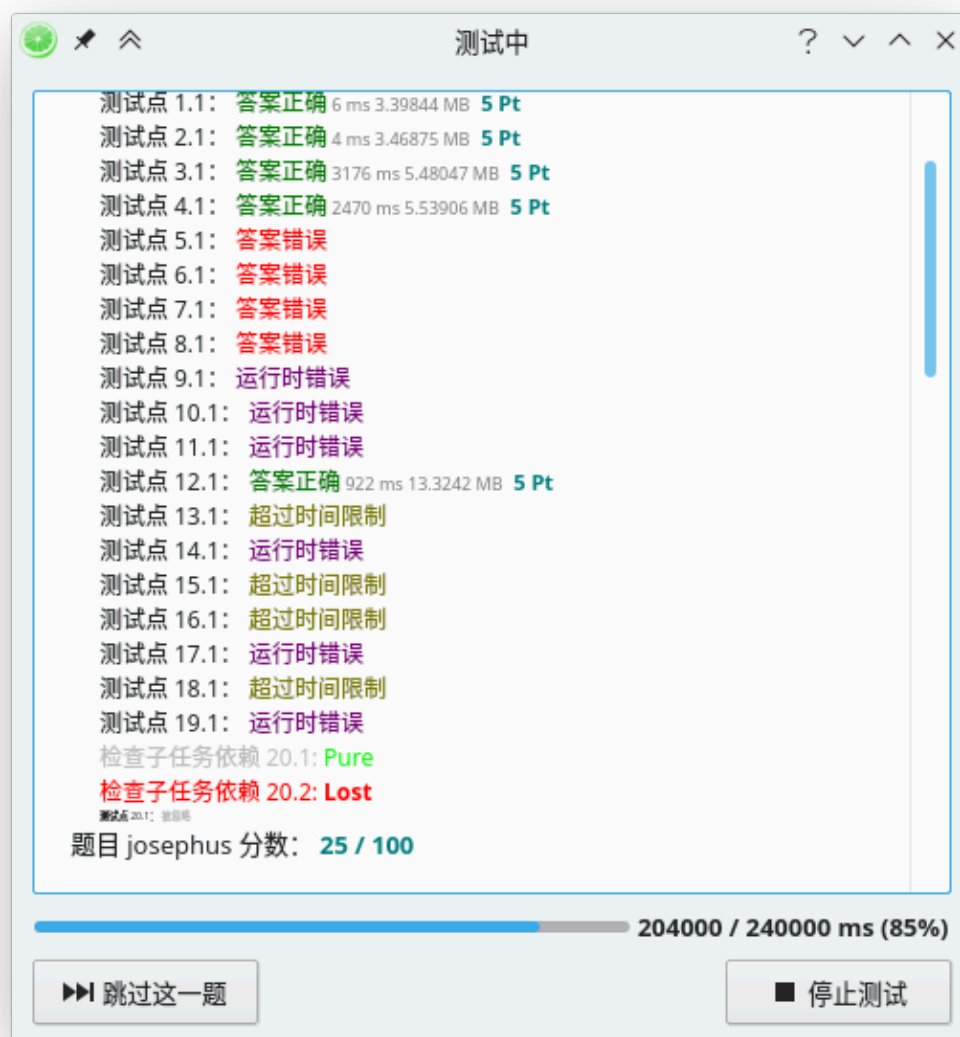 测试中
测试点 1.1： 答案正确 6 ms 3.39844 MB 5 Pt
测试点 2.1： 答案正确 4 ms 3.46875 MB 5 Pt
测试点 3.1： 答案正确 3176 ms 5.48047 MB 5 Pt
测试点 4.1： 答案正确 2470 ms 5.53906 MB 5 Pt
测试点 5.1： 答案错误
测试点 6.1： 答案错误
测试点 7.1： 答案错误
测试点 8.1： 答案错误
测试点 9.1： 运行时错误
测试点 10.1： 运行时错误
测试点 11.1： 运行时错误
测试点 12.1： 答案正确 922 ms 13.3242 MB 5 Pt
测试点 13.1： 超过时间限制
测试点 14.1： 运行时错误
测试点 15.1： 超过时间限制
测试点 16.1： 超过时间限制
测试点 17.1： 运行时错误
测试点 18.1： 超过时间限制
测试点 19.1： 运行时错误
检查子任务依赖 20.1: Pure
检查子任务依赖 20.2: Lost
测试点 20.1：
题目 josephus 分数： 25 / 100
204000 / 240000 ms (85%)
跳过这一题
停止测试